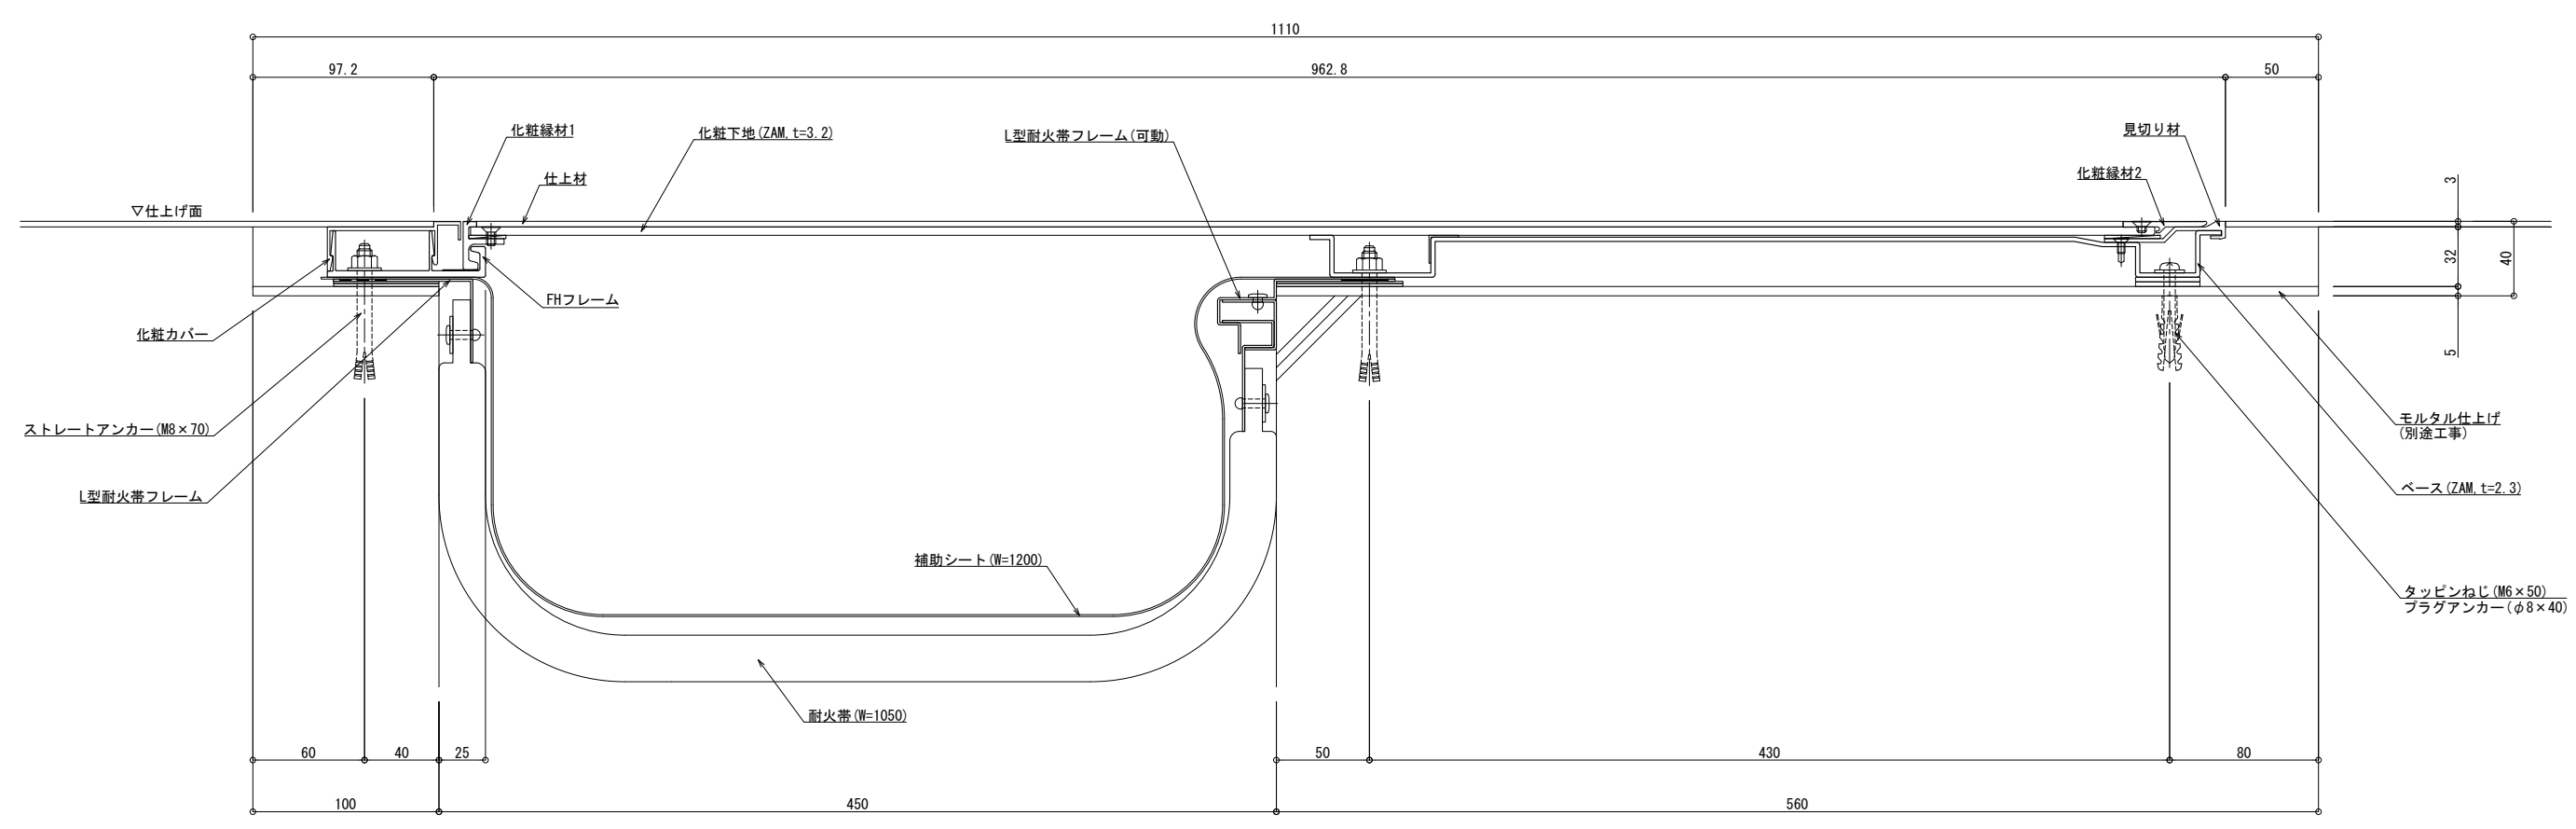 1110
97.2
962.8
50
化粧縁材1
化粧下地(ZAM,t=3.2)
L型耐火帯フレーム(可動)
見切り材
仕上材
化粧縁材2
3
▽仕上げ面
32
40
FHフレーム
化粧カバー
5
ストレートアンカー(M8×70)
モルタル仕上げ
(別途工事)
L型耐火帯フレーム
ベース(ZAM,t=2.3)
補助シート(W=1200)
タッピンねじ(M6×50)
プラグアンカー(φ8×40)
耐火帯(W=1050)
60
40
25
50
430
80
100
450
560